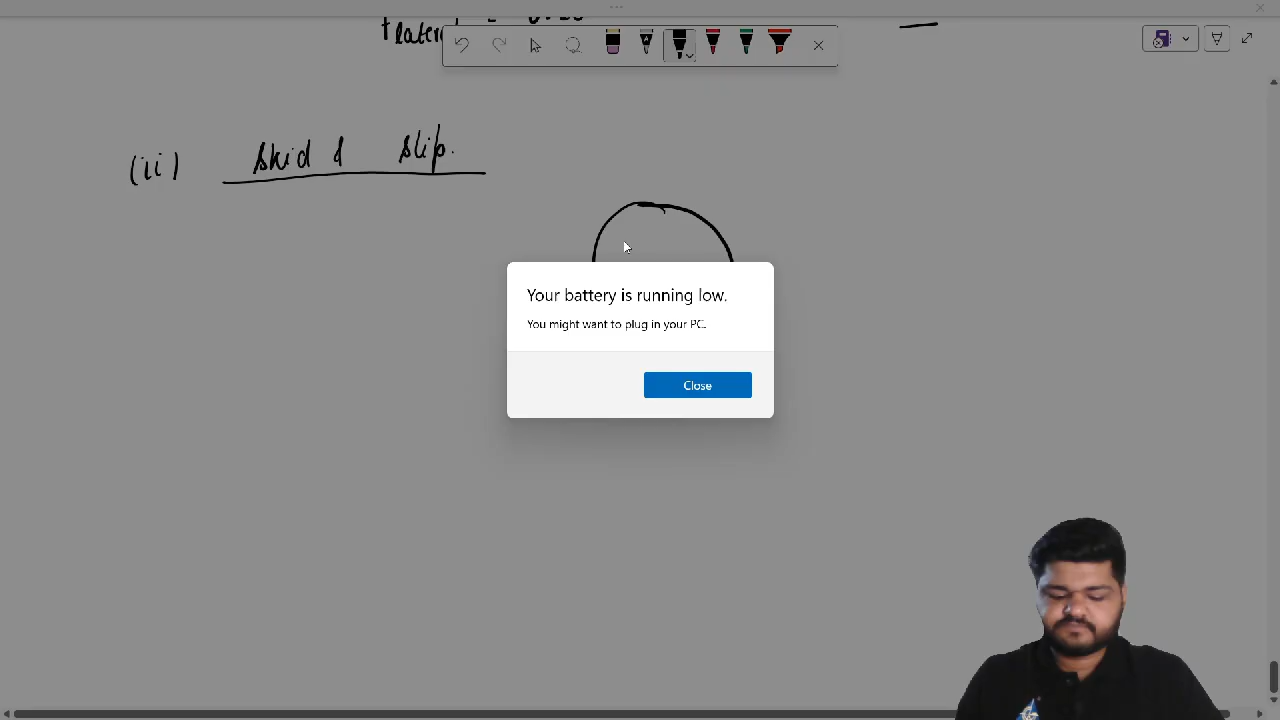 (ii) Skid & Slip.
Your battery is running low.
You might want to plug in your PC.
Close